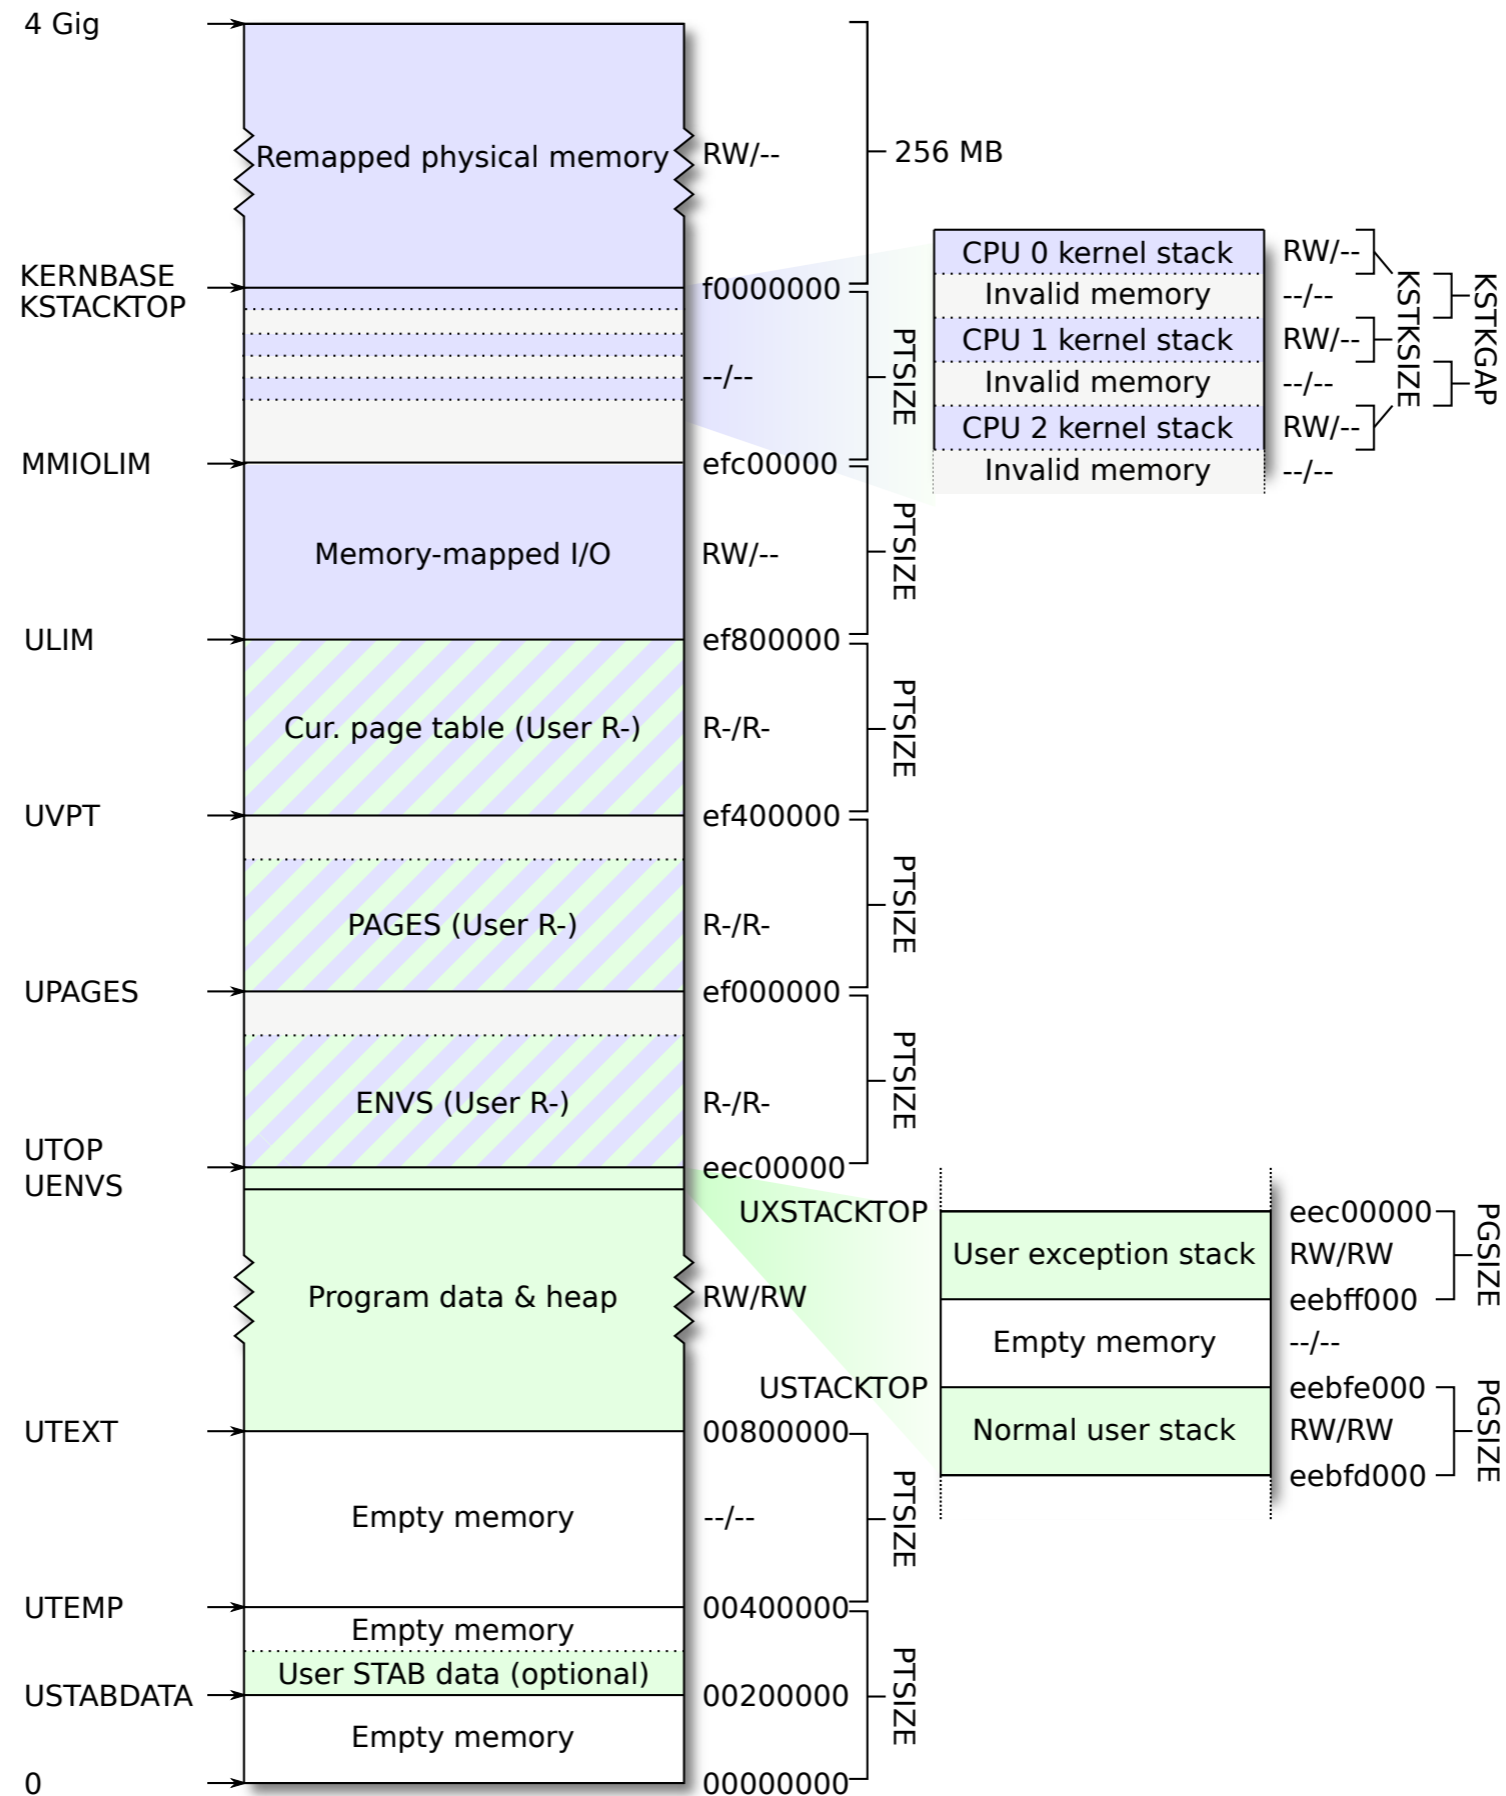 4 Gig
Remapped physical memory
RW/--
256 MB
KERNBASE
KSTACKTOP
f0000000
--/--
PTSIZE
CPU 0 kernel stack
RW/--
Invalid memory
--/--
CPU 1 kernel stack
RW/--
Invalid memory
--/--
CPU 2 kernel stack
RW/--
Invalid memory
--/--
KSTKSIZE
KSTKGAP
MMIOLIM
efc00000
Memory-mapped I/O
RW/--
PTSIZE
ULIM
ef800000
Cur. page table (User R-)
R-/R-
PTSIZE
UVPT
ef400000
PAGES (User R-)
R-/R-
PTSIZE
UPAGES
ef000000
ENVS (User R-)
R-/R-
PTSIZE
UTOP
UENVS
eec00000
UXSTACKTOP
eec00000
User exception stack
RW/RW
PGSIZE
eebff000
Empty memory
--/--
USTACKTOP
eebfe000
Normal user stack
RW/RW
PGSIZE
eebfd000
Program data & heap
RW/RW
UTEXT
00800000
Empty memory
--/--
PTSIZE
UTEMP
00400000
Empty memory
User STAB data (optional)
PTSIZE
USTABDATA
00200000
Empty memory
0
00000000